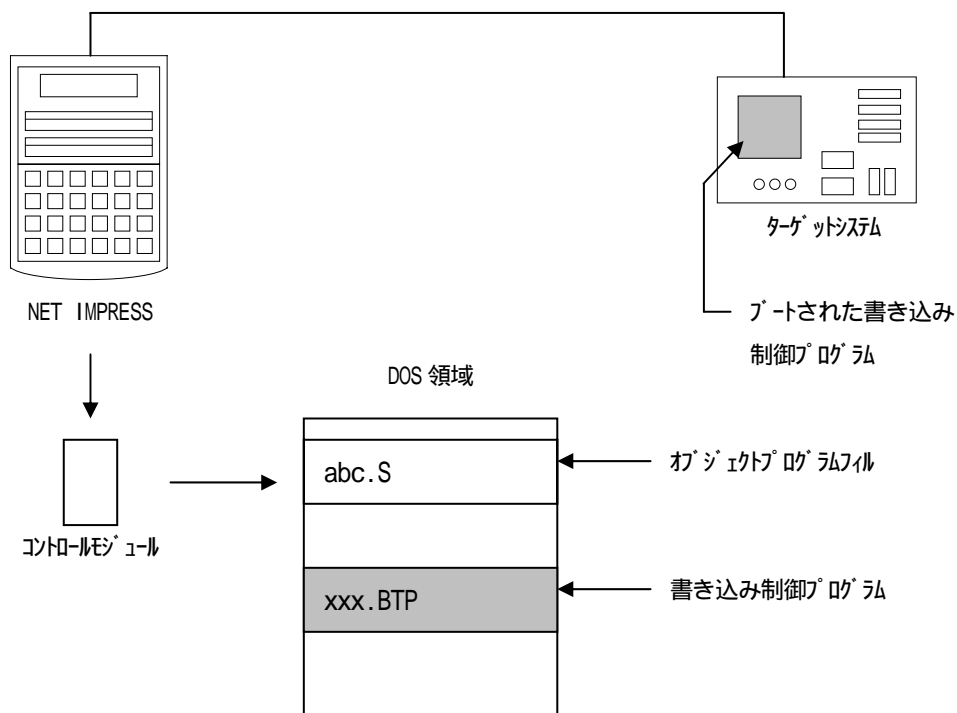 ﾀｰｹﾞｯﾄｼｽﾃﾑ
NET IMPRESS
ﾌﾞｰﾄされた書き込み
制御ﾌﾟﾛｸﾞﾗﾑ
DOS 領域
abc.S
ｵﾌﾞｼﾞｪｸﾄﾌﾟﾛｸﾞﾗﾑﾌｨﾙ
ｺﾝﾄﾛｰﾙﾓｼﾞｭｰﾙ
xxx.BTP
書き込み制御ﾌﾟﾛｸﾞﾗﾑ